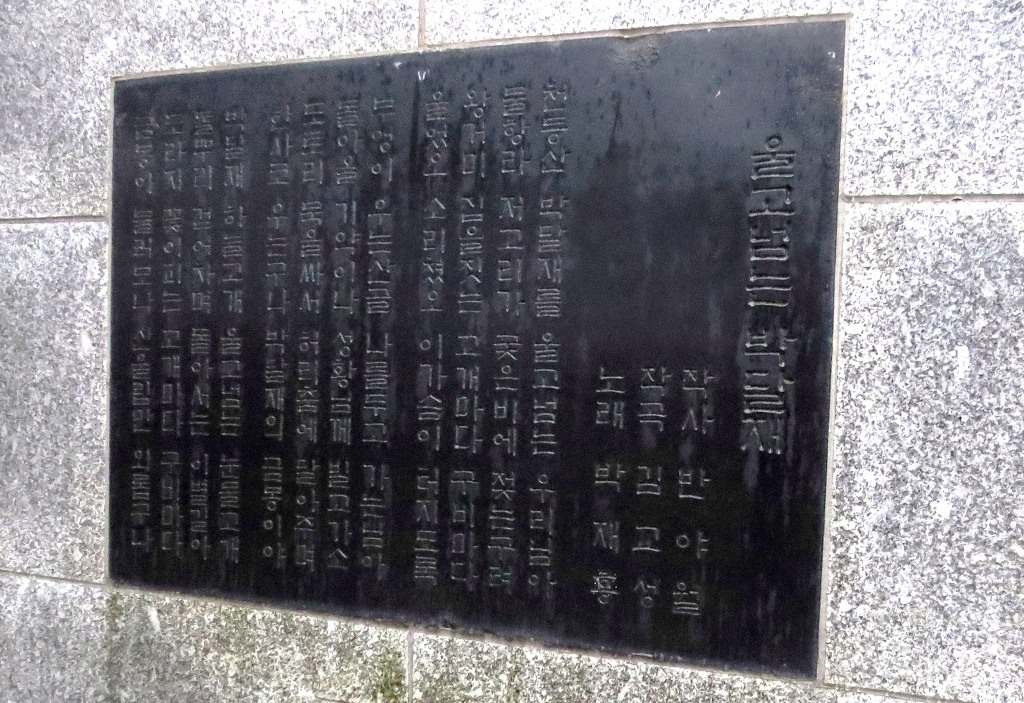 울고넘는 박달재
작사 반야월
작곡 김교성
노래 박재홍
천둥산 박달재를 울고넘는 우리님아
물항라 저고리가 궂은비에 젖는구려
왕거미 집을짓는 고개마다 구비마다
울었오 소리쳤오 이가슴이 터지도록
부엉이 우는산골 나를두고 가는님아
돌아올 기약이나 성황님께 빌고가소
도토리 묵을싸서 허리춤에 달아주며
한사코 우는구나 박달재의 금봉이야
박달재 하늘고개 울고넘는 눈물고개
돌뿌리 걷어차며 돌아서는 이별길아
도라지 꽃이피는 고개마다 구비마다
금봉이 불러보나 산울림만 외롭구나